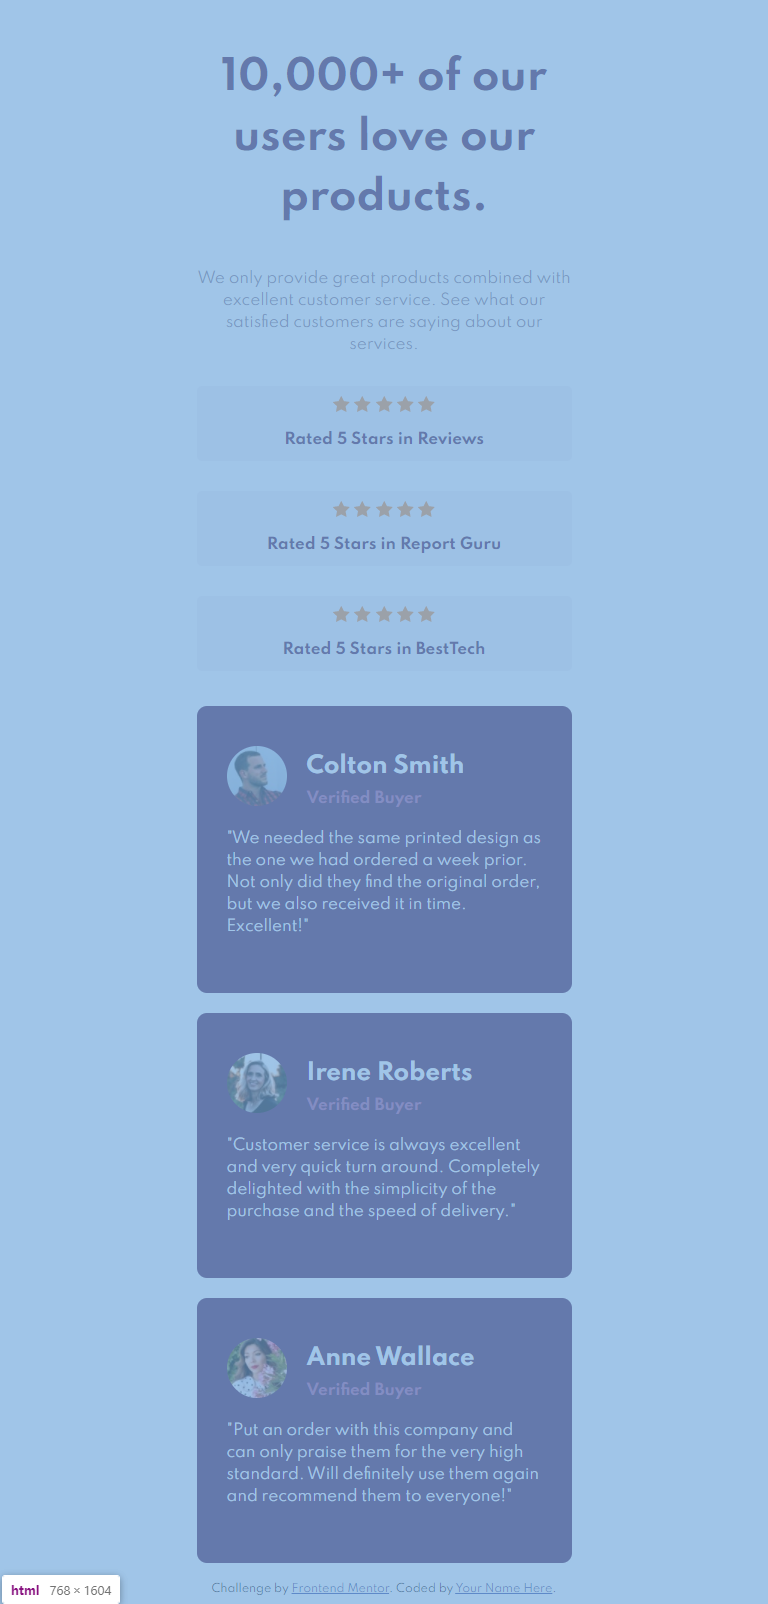 10,000+ of our
users love our
products.
We only provide great products combined with
excellent customer service. See what our
satisfied customers are saying about our
services.
Rated 5 Stars in Reviews
Rated 5 Stars in Report Guru
Rated 5 Stars in BestTech
Colton Smith
Verified Buyer
"We needed the same printed design as
the one we had ordered a week prior.
Not only did they find the original order,
but we also received it in time.
Excellent!"
Irene Roberts
Verified Buyer
"Customer service is always excellent
and very quick turn around. Completely
delighted with the simplicity of the
purchase and the speed of delivery."
Anne Wallace
Verified Buyer
"Put an order with this company and
can only praise them for the very high
standard. Will definitely use them again
and recommend them to everyone!"
Challenge by Frontend Mentor. Coded by Your Name Here.
html 768 × 1604